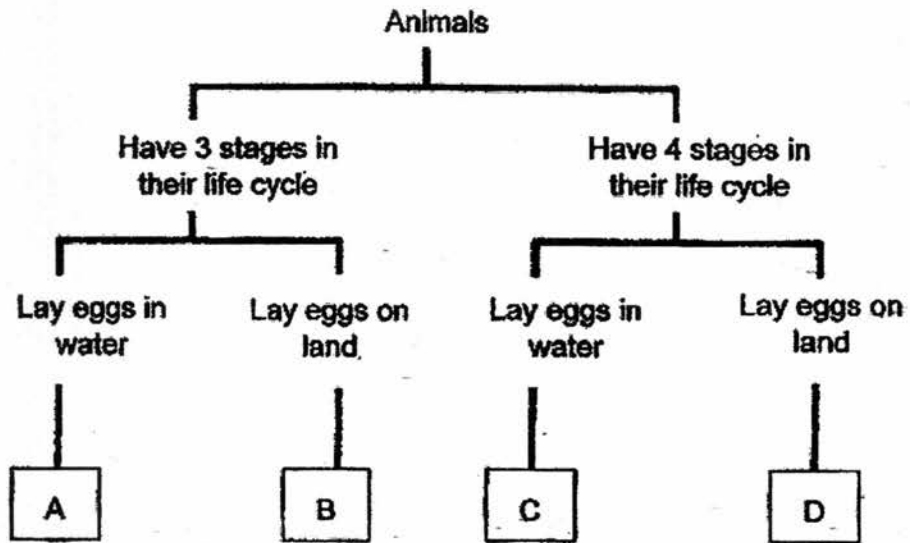 Animals
Have 3 stages in
their life cycle
Have 4 stages in
their life cycle
Lay eggs in
water
Lay eggs on
land
Lay eggs in
water
Lay eggs on
land
A
B
C
D